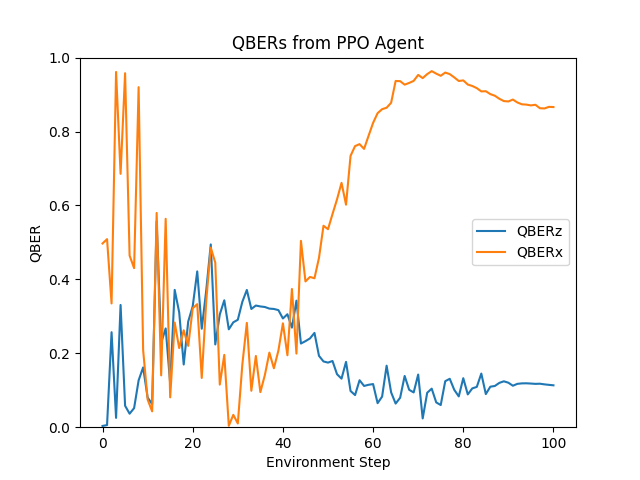 QBERs from PPO Agent
1.0
0.8
0.6
0.4
0.2
0.0
QBER
QBERz
QBERx
0 20 40 60 80 100
Environment Step